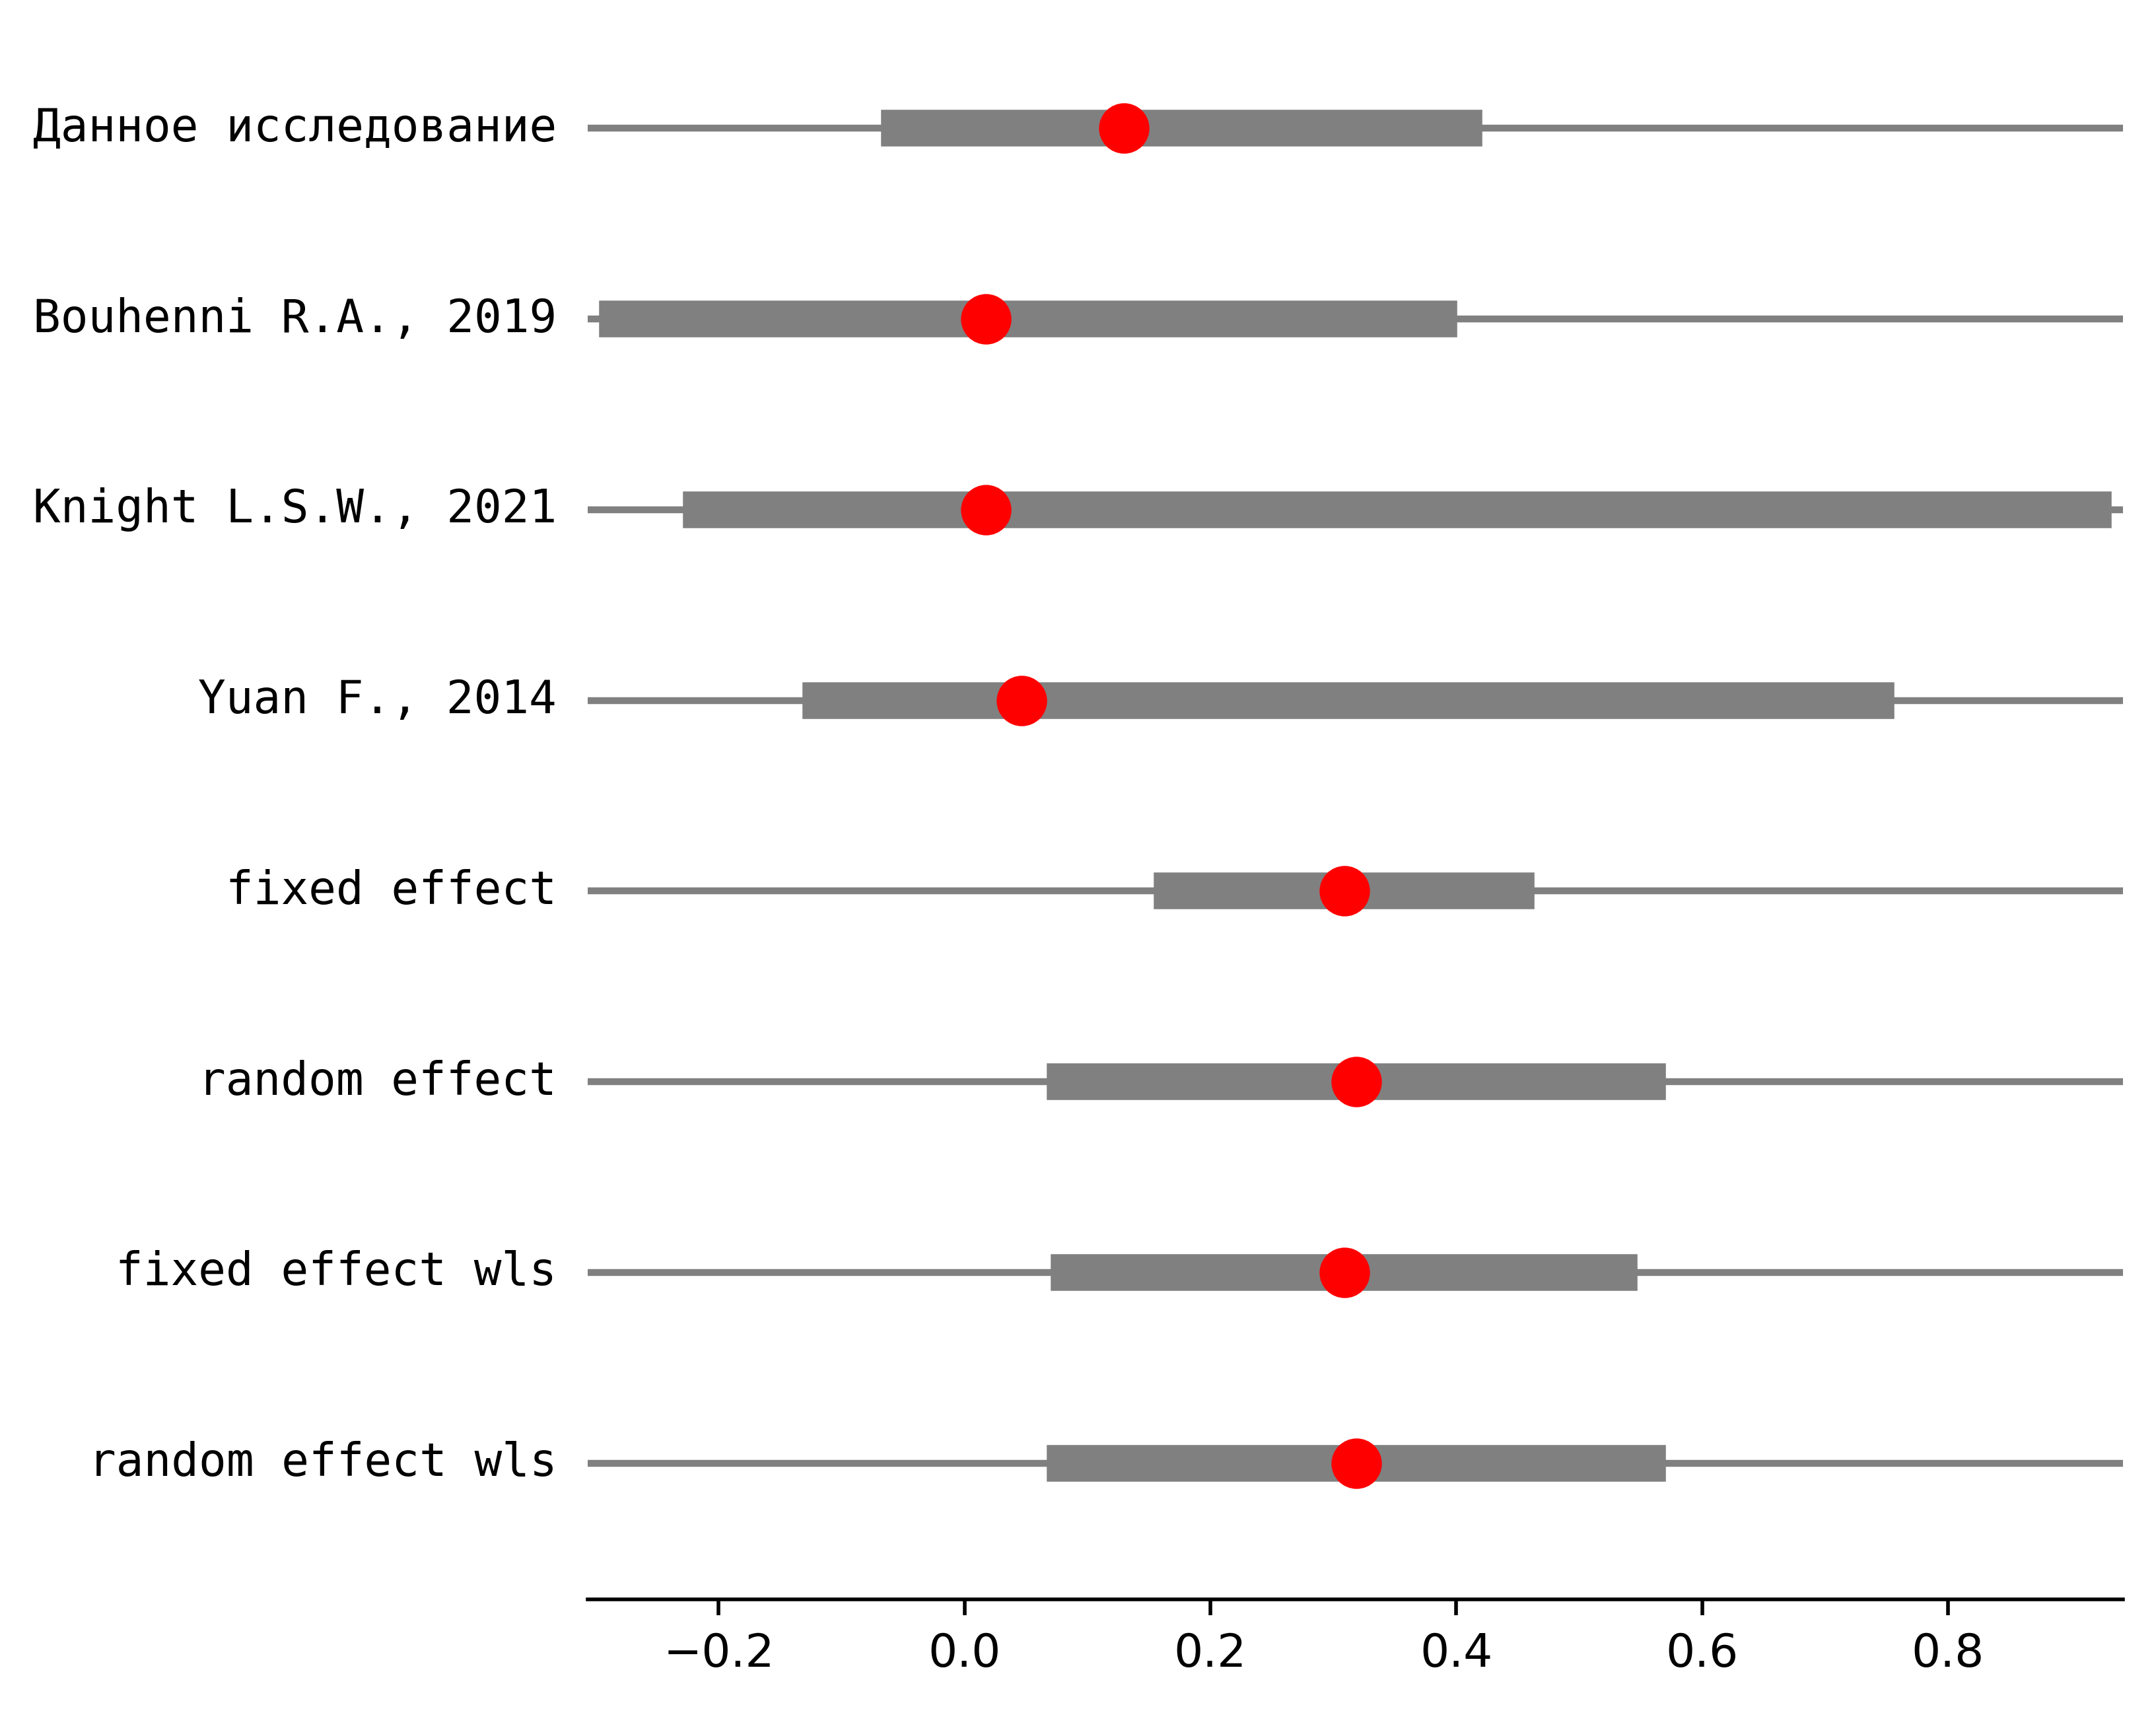 Данное исследование
Bouhenni R.A., 2019
Knight L.S.W., 2021
Yuan F., 2014
fixed effect
random effect
fixed effect wls
random effect wls
−0.2 0.0 0.2 0.4 0.6 0.8